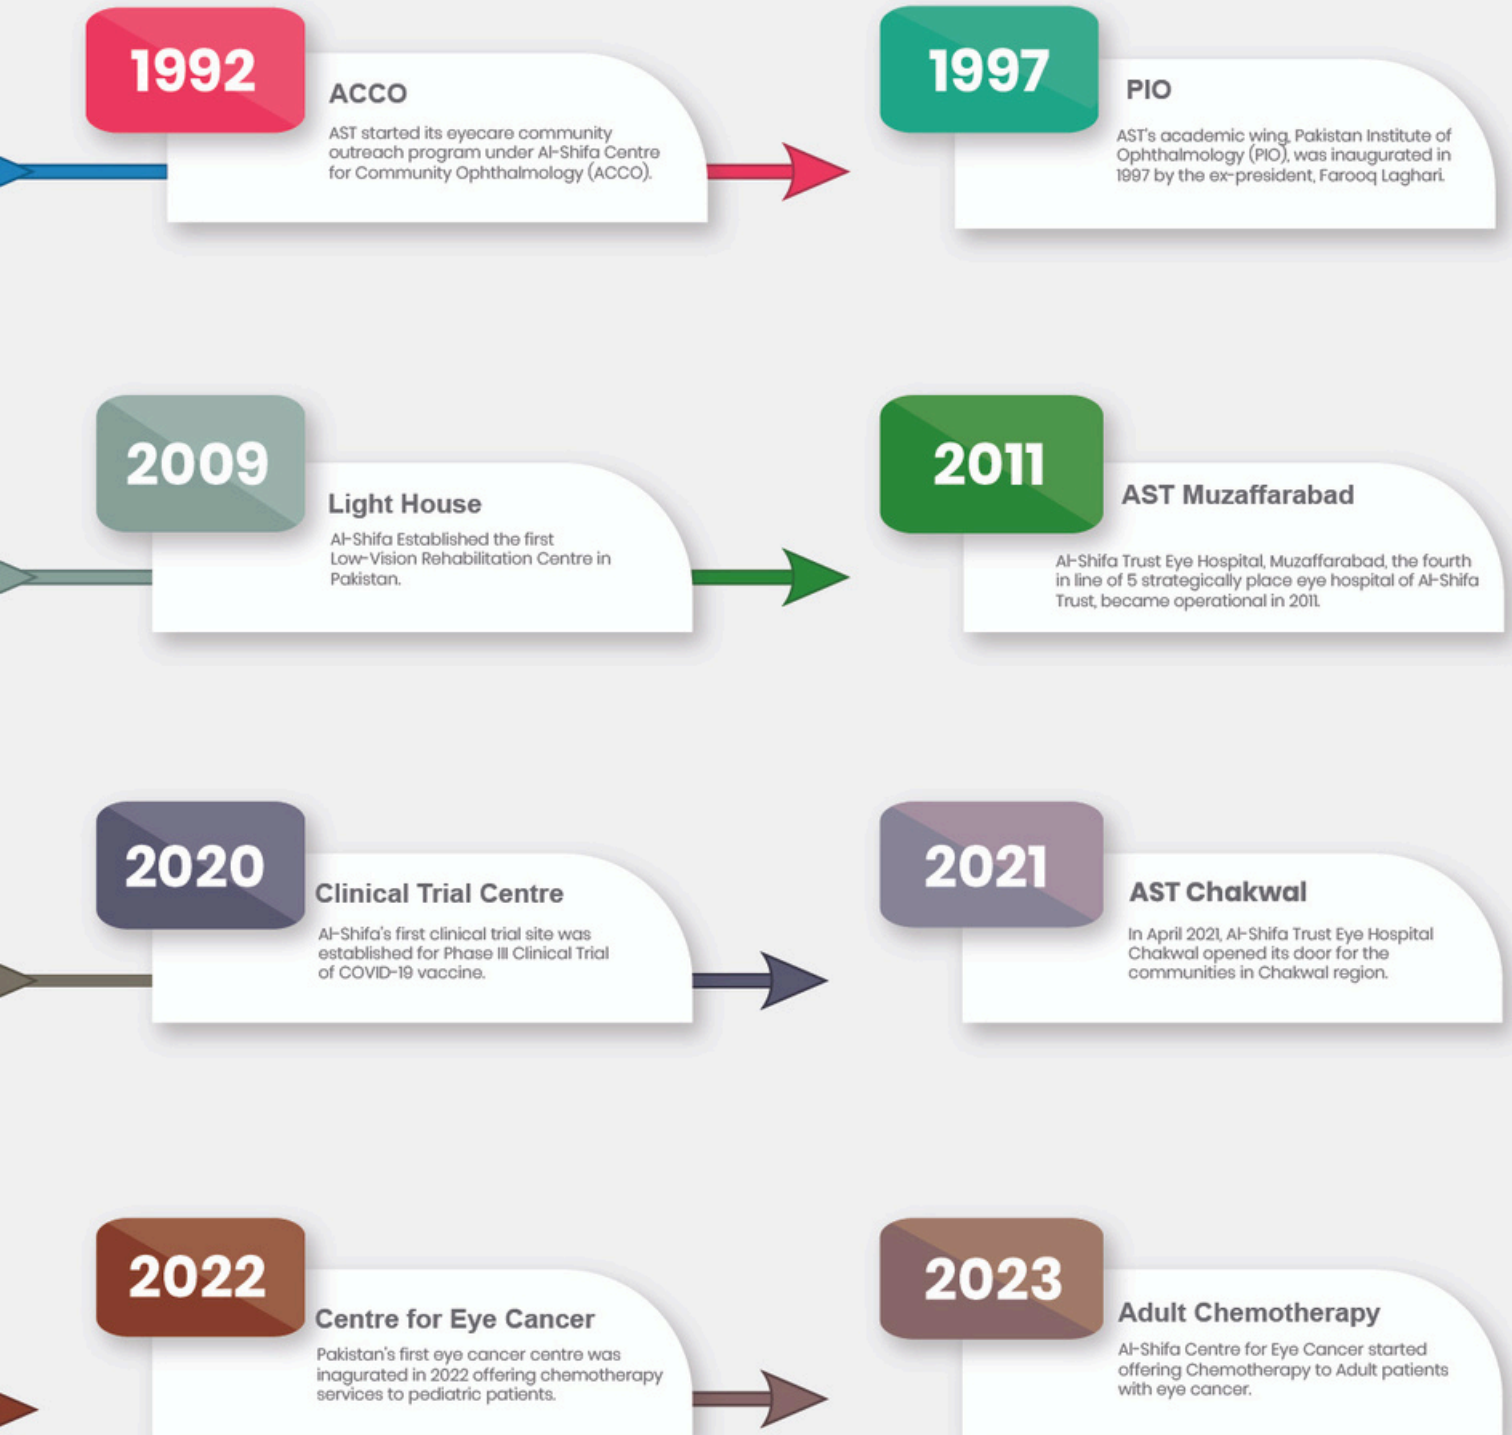 1992
ACCO
AST started its eyecare community
outreach program under Al-Shifa Centre
for Community Ophthalmology (ACCO).
1997
PIO
AST's academic wing, Pakistan Institute of
Ophthalmology (PIO), was inaugurated in
1997 by the ex-president, Farooq Laghari.
2009
Light House
Al-Shifa Established the first
Low-Vision Rehabilitation Centre in
Pakistan.
2011
AST Muzaffarabad
Al-Shifa Trust Eye Hospital, Muzaffarabad, the fourth
in line of 5 strategically place eye hospital of Al-Shifa
Trust, became operational in 2011.
2020
Clinical Trial Centre
Al-Shifa's first clinical trial site was
established for Phase III Clinical Trial
of COVID-19 vaccine.
2021
AST Chakwal
In April 2021, Al-Shifa Trust Eye Hospital
Chakwal opened its door for the
communities in Chakwal region.
2022
Centre for Eye Cancer
Pakistan's first eye cancer centre was
inagurated in 2022 offering chemotherapy
services to pediatric patients.
2023
Adult Chemotherapy
Al-Shifa Centre for Eye Cancer started
offering Chemotherapy to Adult patients
with eye cancer.